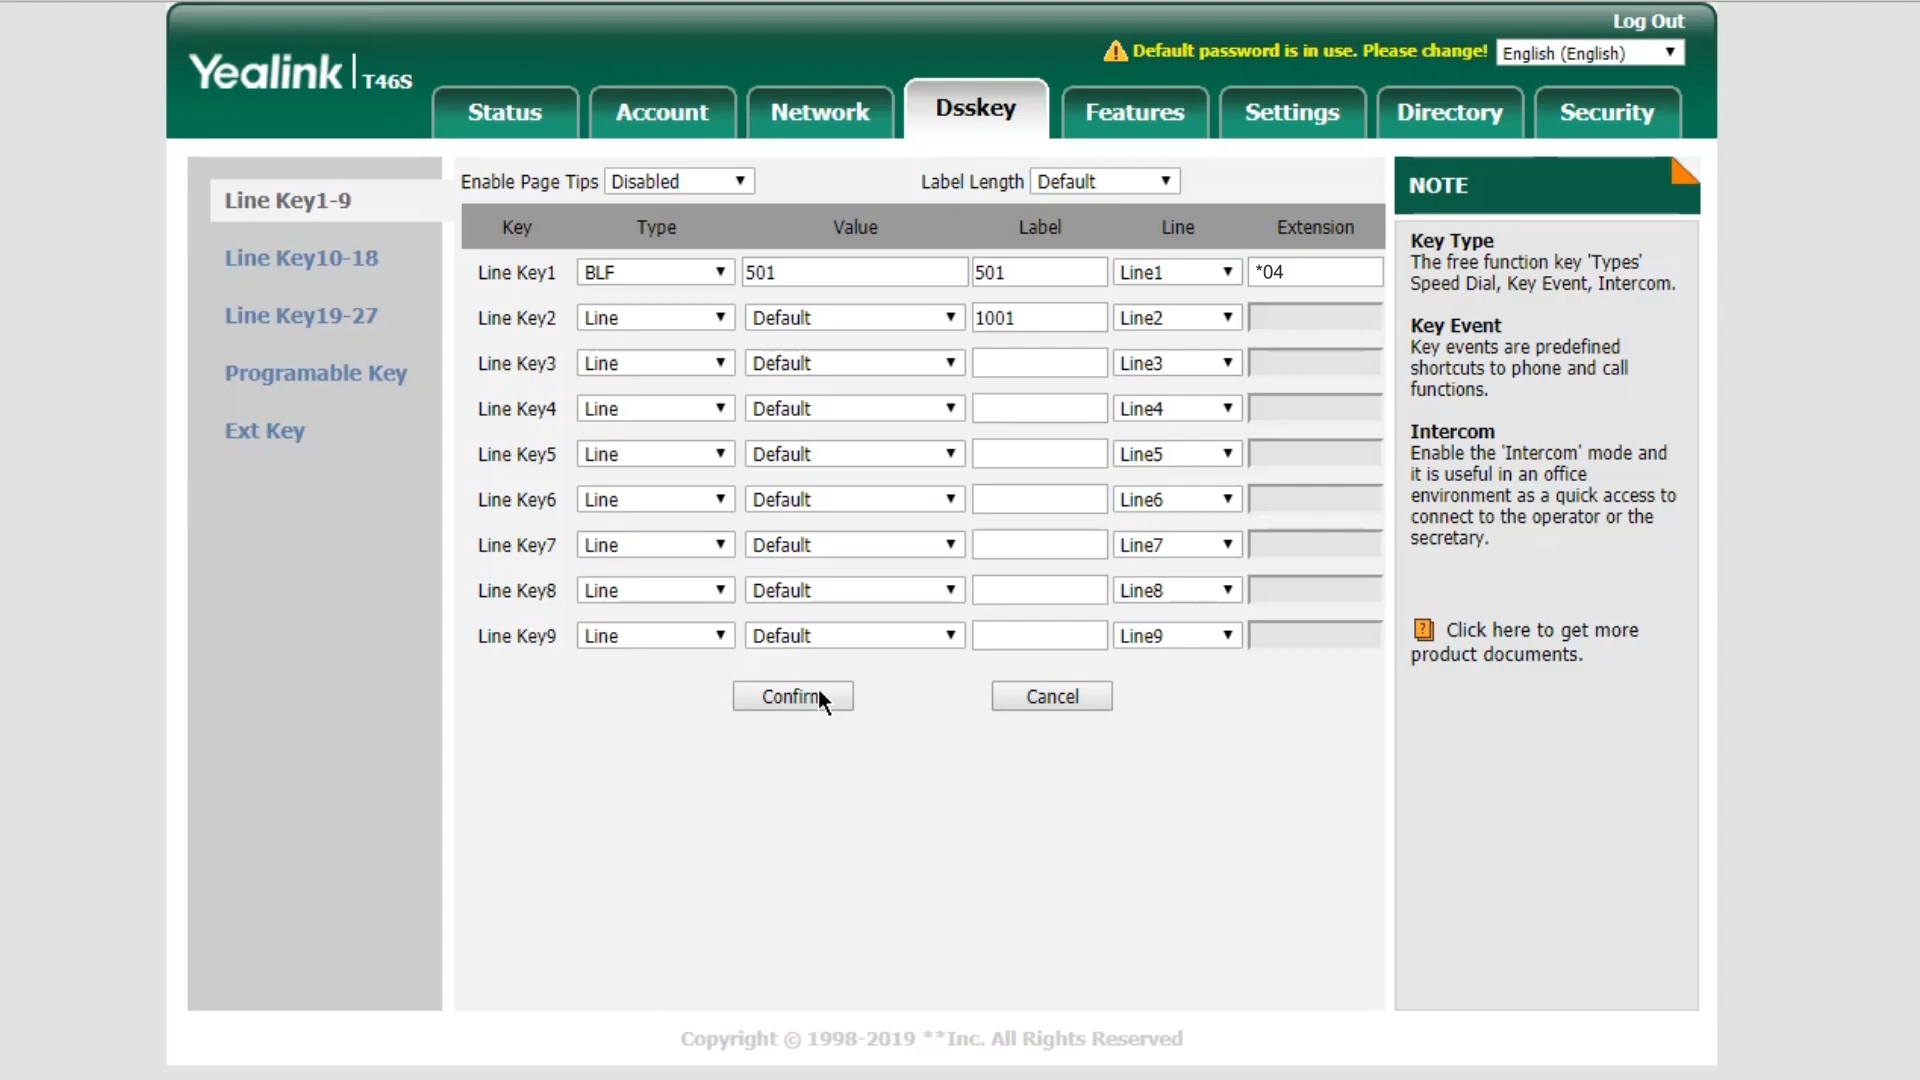 Log Out
Default password is in use. Please change!
English (English)
Yealink | T46S
Status
Account
Network
Dsskey
Features
Settings
Directory
Security
Line Key1-9
Line Key10-18
Line Key19-27
Programable Key
Ext Key
Enable Page Tips Disabled Label Length Default
Key Type Value Label Line Extension
Line Key1 BLF 501 501 Line1 *04
Line Key2 Line Default 1001 Line2
Line Key3 Line Default Line3
Line Key4 Line Default Line4
Line Key5 Line Default Line5
Line Key6 Line Default Line6
Line Key7 Line Default Line7
Line Key8 Line Default Line8
Line Key9 Line Default Line9
Confirm Cancel
NOTE
Key Type
The free function key 'Types'
Speed Dial, Key Event, Intercom.
Key Event
Key events are predefined
shortcuts to phone and call
functions.
Intercom
Enable the 'Intercom' mode and
it is useful in an office
environment as a quick access to
connect to the operator or the
secretary.
? Click here to get more
product documents.
Copyright © 1998-2019 **Inc. All Rights Reserved